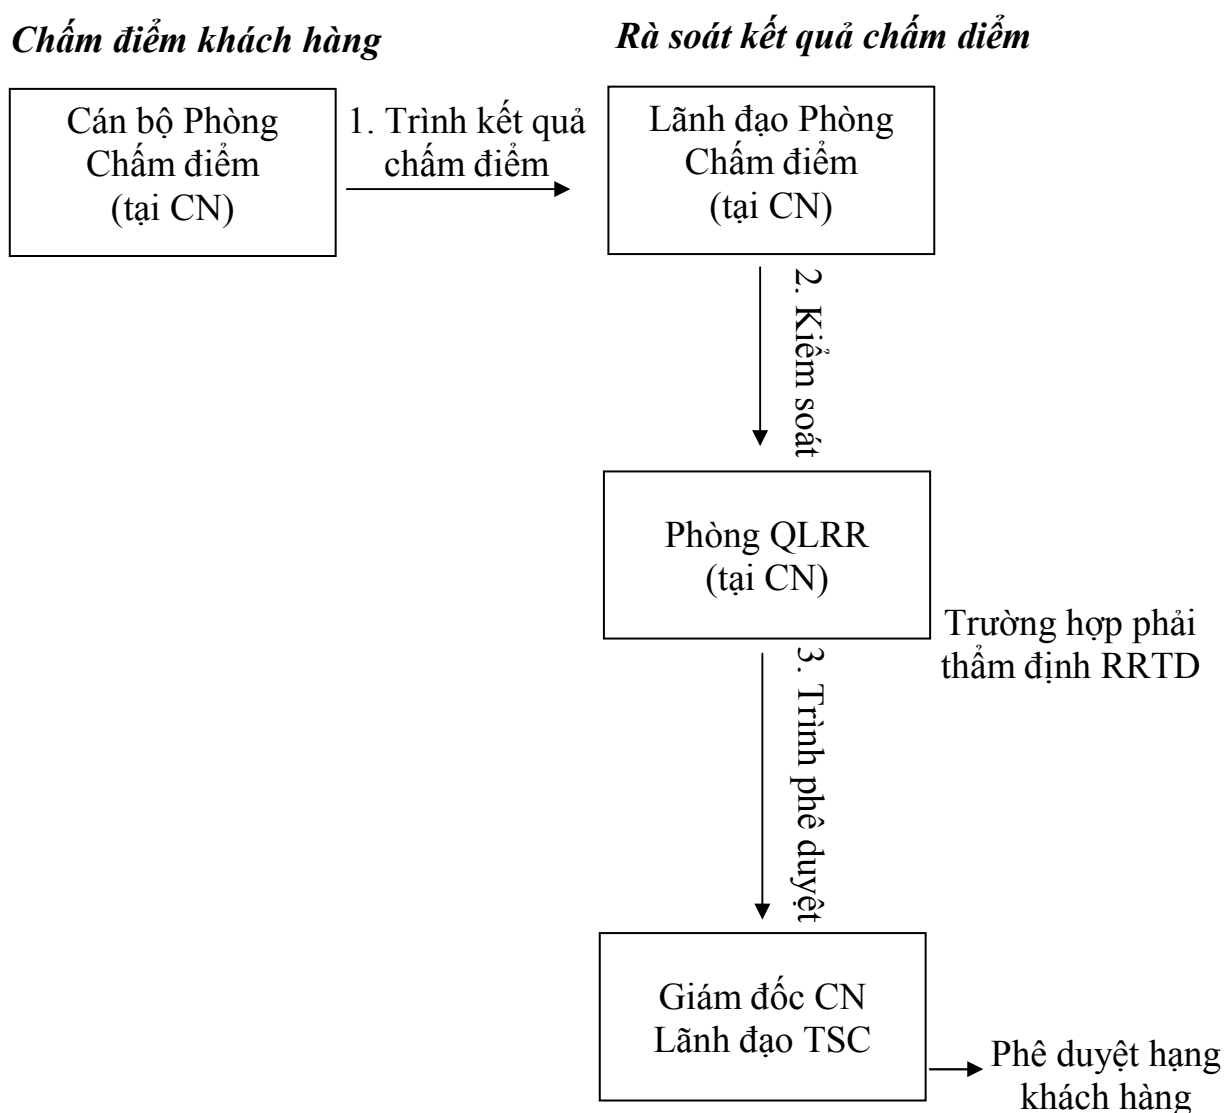 Chấm điểm khách hàng
Rà soát kết quả chấm diểm
Cán bộ Phòng
Chấm điểm
(tại CN)
1. Trình kết quả
chấm điểm
Lãnh đạo Phòng
Chấm điểm
(tại CN)
2. Kiểm soát
Phòng QLRR
(tại CN)
Trường hợp phải
thẩm định RRTD
3. Trình phê duyệt
Giám đốc CN
Lãnh đạo TSC
Phê duyệt hạng
khách hàng